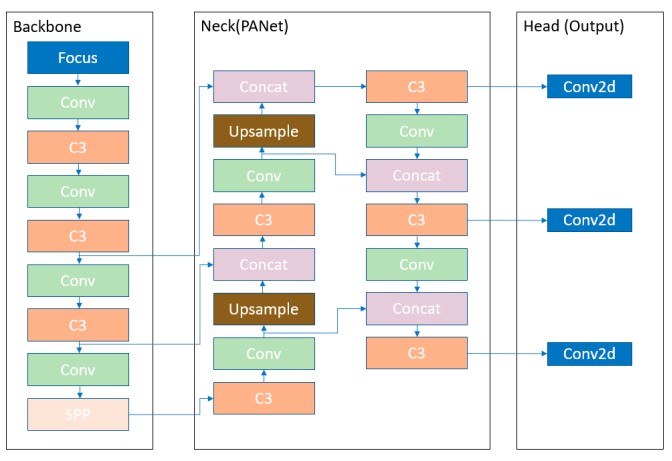 Backbone
Focus
Conv
C3
Conv
C3
Conv
C3
Conv
SPP
Neck(PANet)
Concat
Upsample
Conv
C3
Concat
Upsample
Conv
C3
C3
Conv
Concat
C3
Conv
Concat
C3
Head (Output)
Conv2d
Conv2d
Conv2d